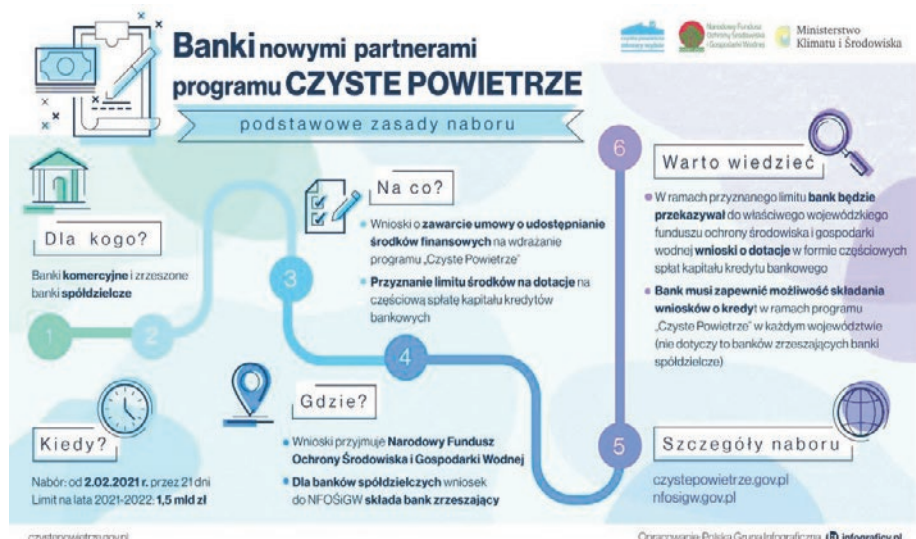 Banki nowymi partnerami
programu CZYSTE POWIETRZE
podstawowe zasady naboru
Narodowy Fundusz
Ochrony Środowiska
i Gospodarki Wodnej
Ministerstwo
Klimatu i Środowiska
Dla kogo?
Banki komercyjne i zrzeszone
banki spółdzielcze
1
2
Kiedy?
Nabór: od 2.02.2021 r. przez 21 dni
Limit na lata 2021-2022: 1,5 mld zł
Na co?
Wnioski o zawarcie umowy o udostępnianie
środków finansowych na wdrażanie
programu „Czyste Powietrze"
Przyznanie limitu środków na dotacje na
częściową spłatę kapitału kredytów
bankowych
3
4
Gdzie?
Wnioski przyjmuje Narodowy Fundusz
Ochrony Środowiska i Gospodarki Wodnej
Dla banków spółdzielczych wniosek
do NFOŚiGW składa bank zrzeszający
6
Warto wiedzieć
W ramach przyznanego limitu bank będzie
przekazywał do właściwego wojewódzkiego
funduszu ochrony środowiska i gospodarki
wodnej wnioski o dotacje w formie częściowych
spłat kapitału kredytu bankowego
Bank musi zapewnić możliwość składania
wniosków o kredyt w ramach programu
„Czyste Powietrze" w każdym województwie
(nie dotyczy to banków zrzeszających banki
spółdzielcze)
5
Szczegóły naboru
czystepowietrze.gov.pl
nfosigw.gov.pl
czystepowietrze.gov.pl
Opracowanie Polska Grupa Infograficzna infograficy.pl